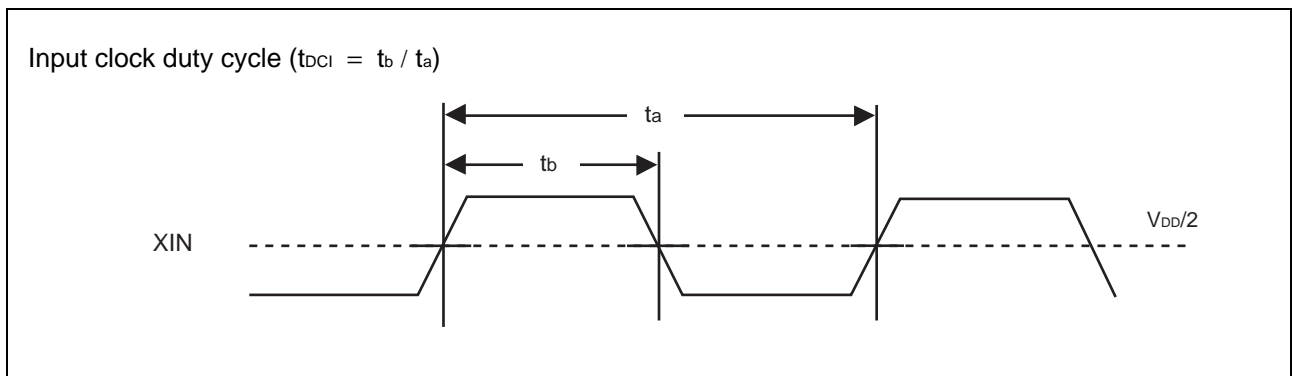 Input clock duty cycle (tDCI = tb / ta)
ta
tb
XIN
VDD/2